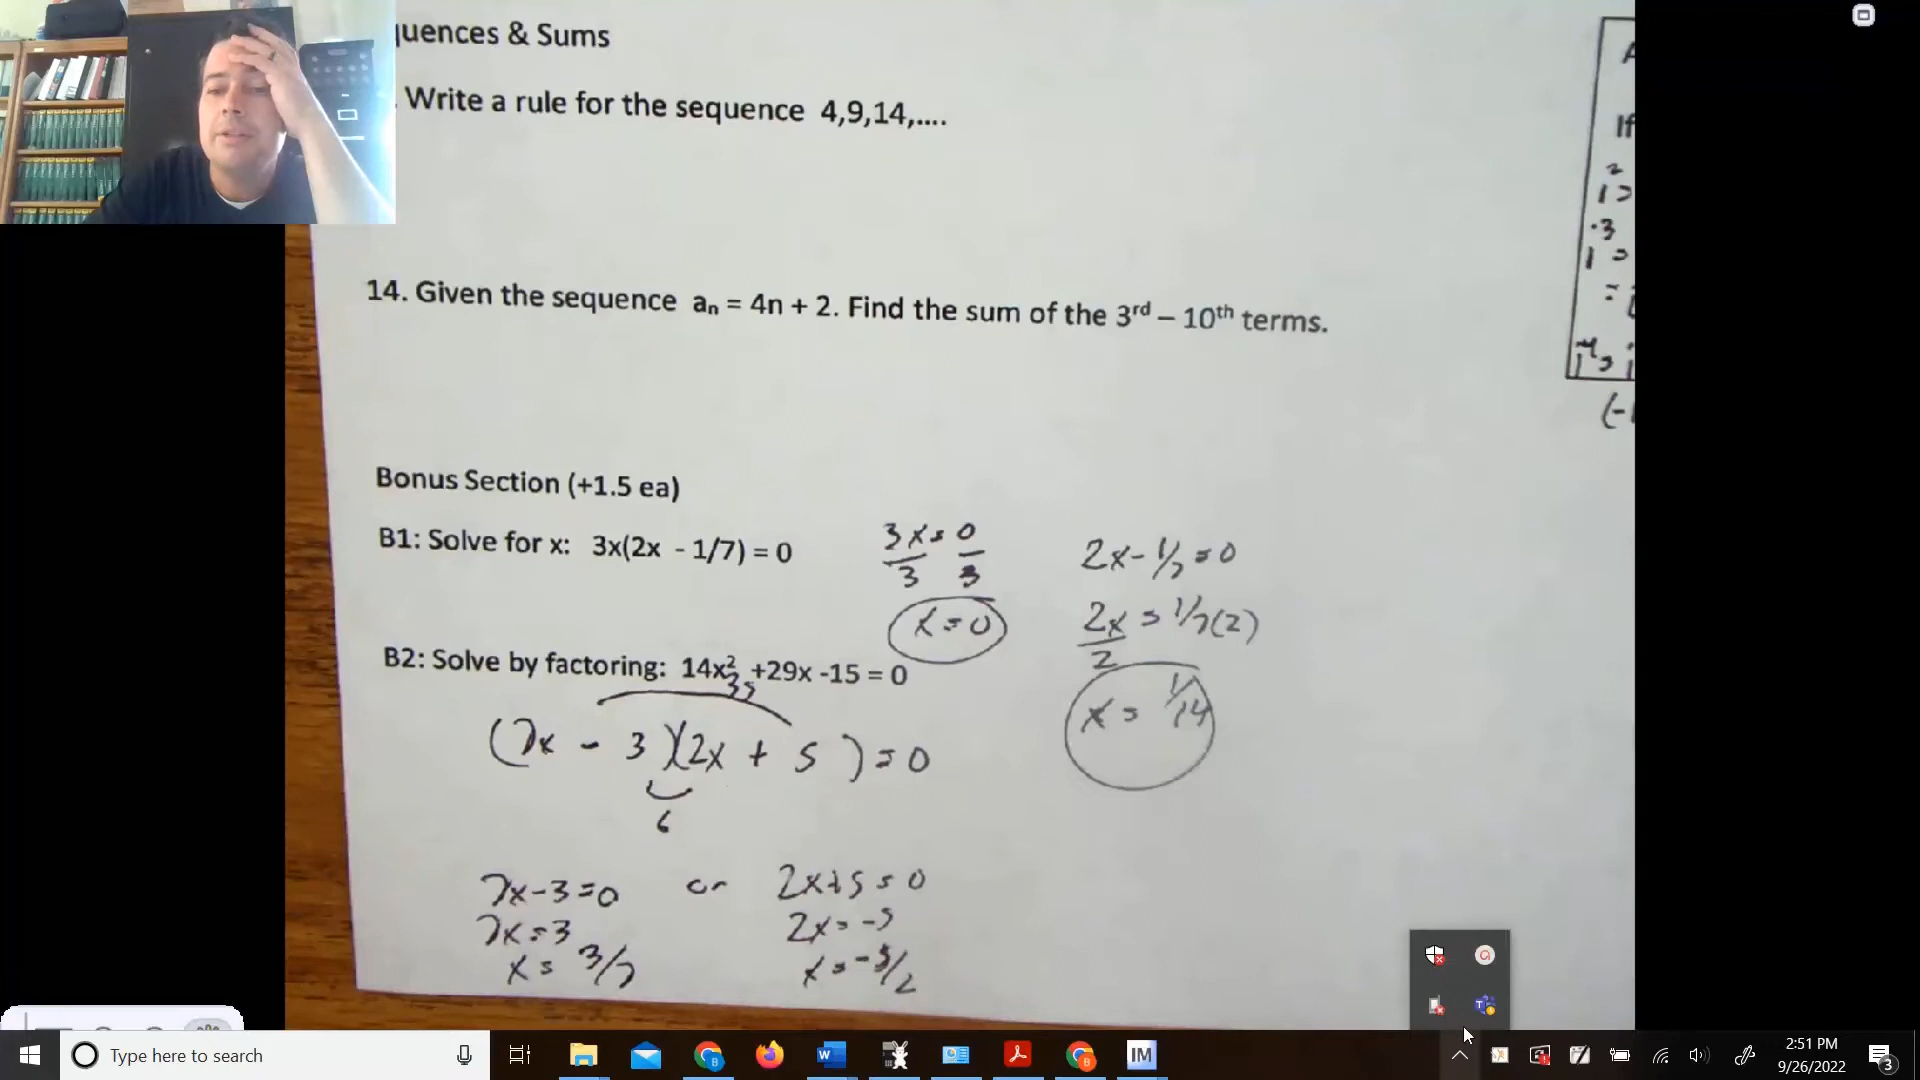 quences & Sums
. Write a rule for the sequence 4,9,14,....
14. Given the sequence aₙ = 4n + 2. Find the sum of the 3rd – 10th terms.
Bonus Section (+1.5 ea)
B1: Solve for x: 3x(2x - 1/7) = 0
3x = 0
3 3
x = 0
2x - 1/7 = 0
2x = 1/7(2)
2
x = 1/14
B2: Solve by factoring: 14x² +29x -15 = 0
35
(7x - 3)(2x + 5) = 0
6
7x-3=0 or 2x+5=0
7x=3 2x=-5
x = 3/7 x = -5/2
If
Type here to search
IM
2:51 PM
9/26/2022
3